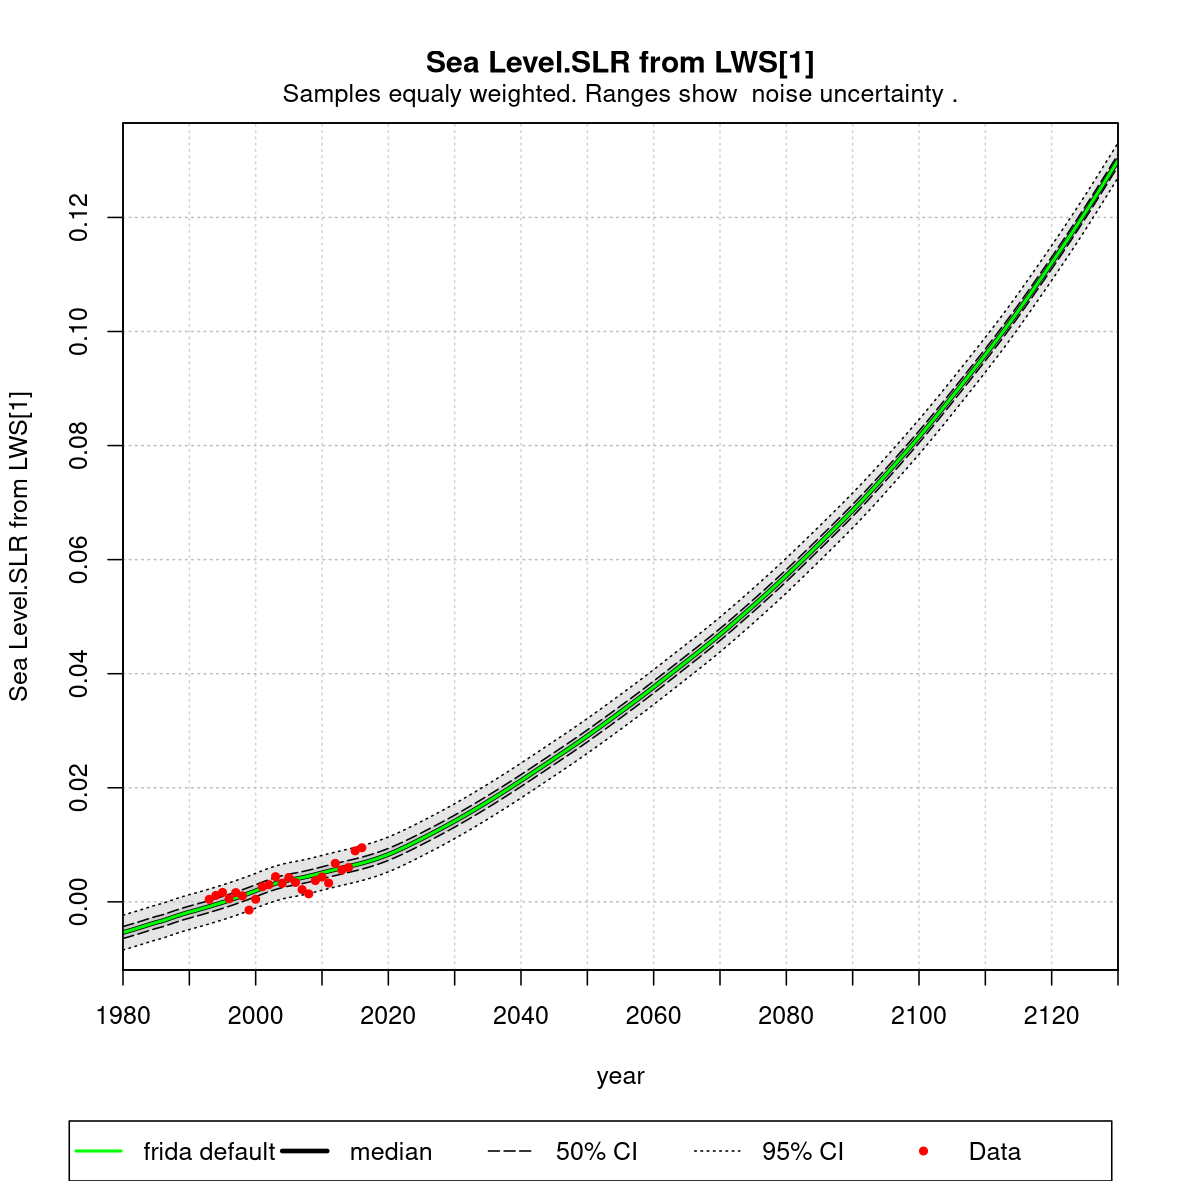 Sea Level.SLR from LWS[1]
Samples equaly weighted. Ranges show  noise uncertainty .
Sea Level.SLR from LWS[1]
0.12
0.10
0.08
0.06
0.04
0.02
0.00
1980 2000 2020 2040 2060 2080 2100 2120
year
frida default median 50% CI 95% CI Data